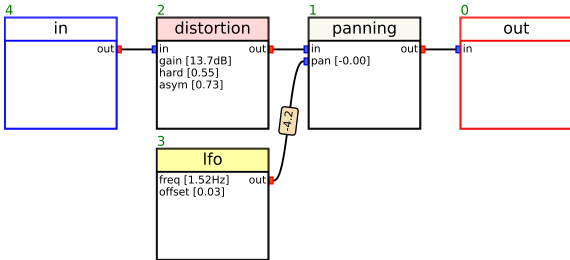 4
in
out
2
distortion
in out
gain [13.7dB]
hard [0.55]
asym [0.73]
1
panning
in out
pan [-0.00]
0
out
in
-4.2
3
lfo
freq [1.52Hz] out
offset [0.03]